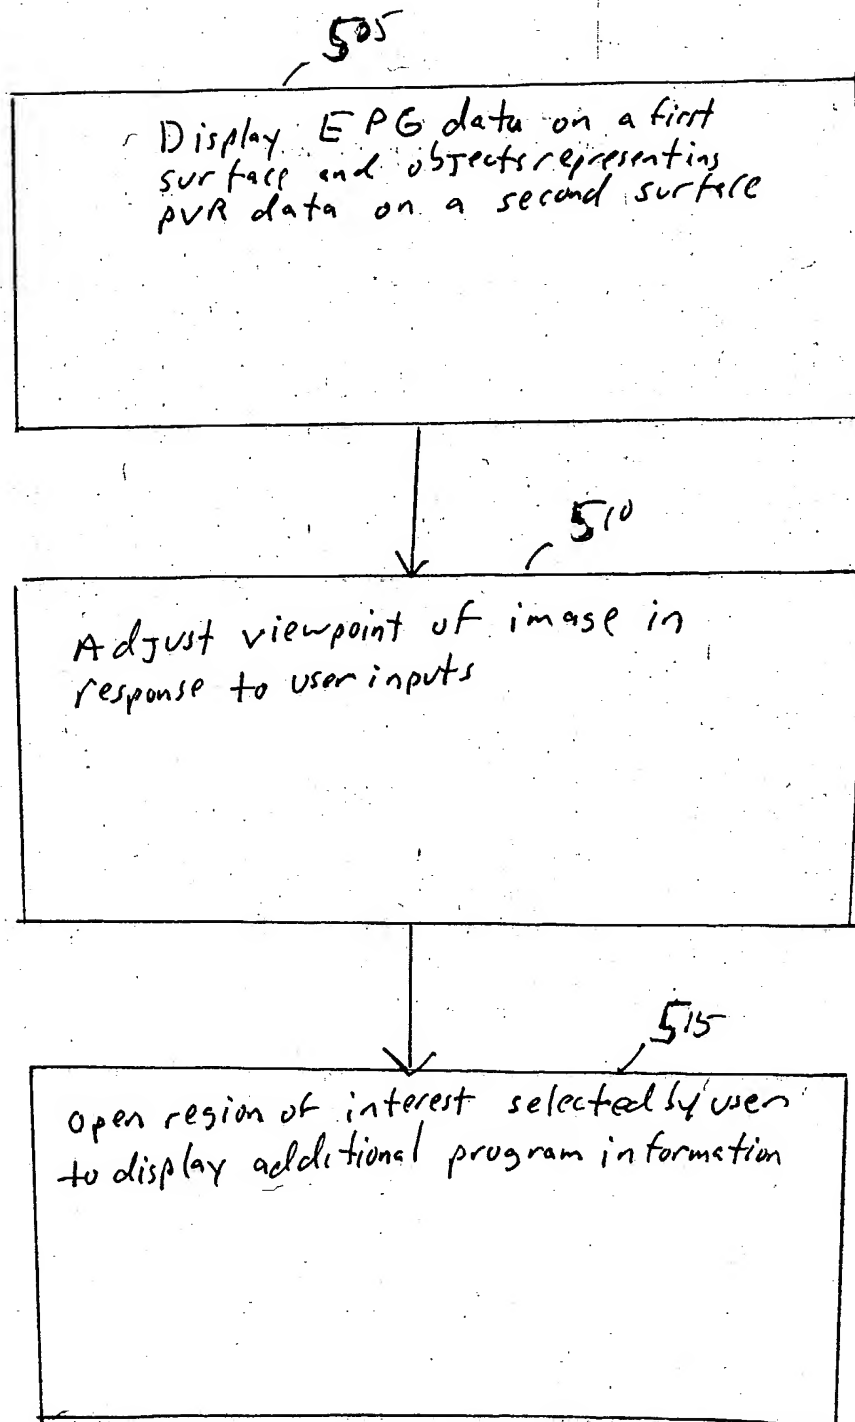 505
Display EPG data on a first
surface and objects representing
PVR data on a second surface
510
Adjust viewpoint of image in
response to user inputs
515
open region of interest selected by user
to display additional program information